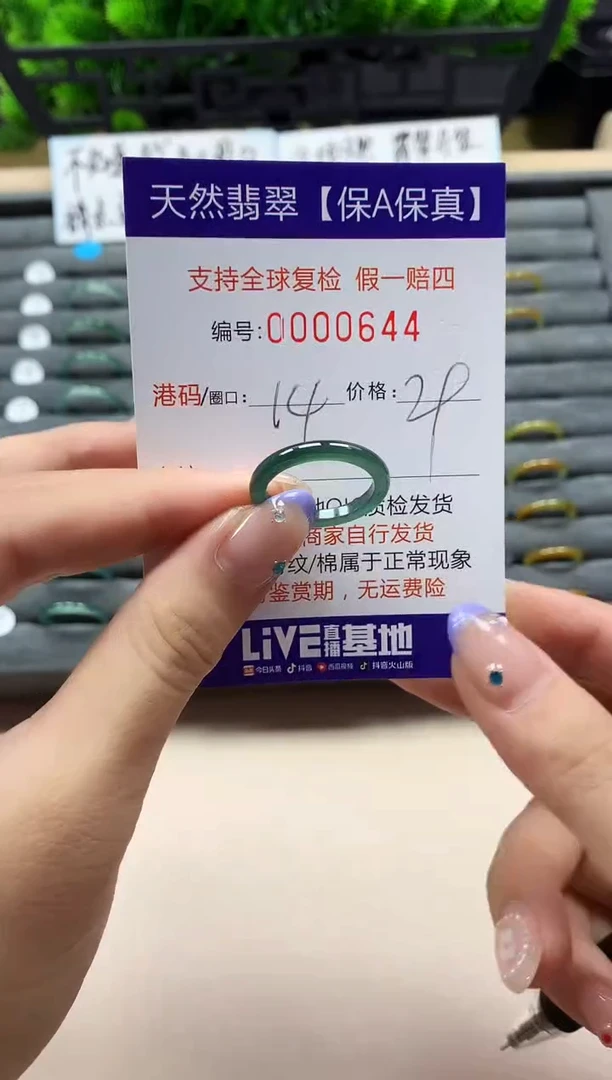 天然翡翠【保A保真】
支持全球复检 假一赔四
编号:0000644
港码/圈口: 14 价格: 29
质检发货
商家自行发货
纹/棉属于正常现象
鉴赏期，无运费险
LiVE直播基地
今日头条 抖音 西瓜视频 抖音火山版